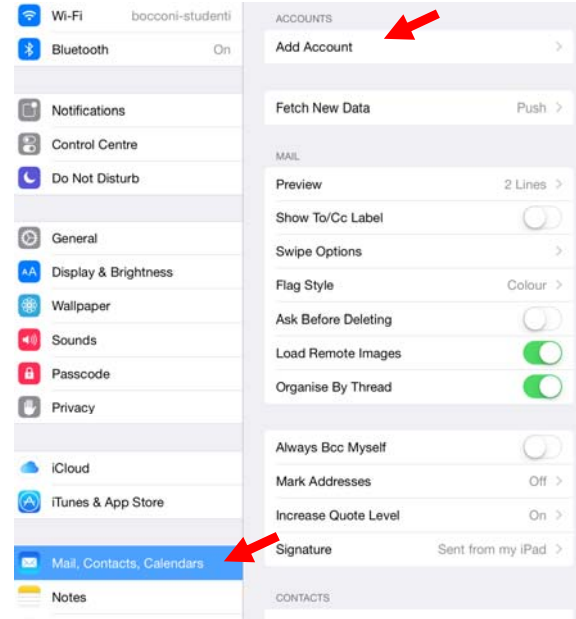 Wi-Fi bocconi-studenti
Bluetooth On
Notifications
Control Centre
Do Not Disturb
General
Display & Brightness
Wallpaper
Sounds
Passcode
Privacy
iCloud
iTunes & App Store
Mail, Contacts, Calendars
Notes
ACCOUNTS
Add Account
Fetch New Data Push
MAIL
Preview 2 Lines
Show To/Cc Label
Swipe Options
Flag Style Colour
Ask Before Deleting
Load Remote Images
Organise By Thread
Always Bcc Myself
Mark Addresses Off
Increase Quote Level On
Signature Sent from my iPad
CONTACTS